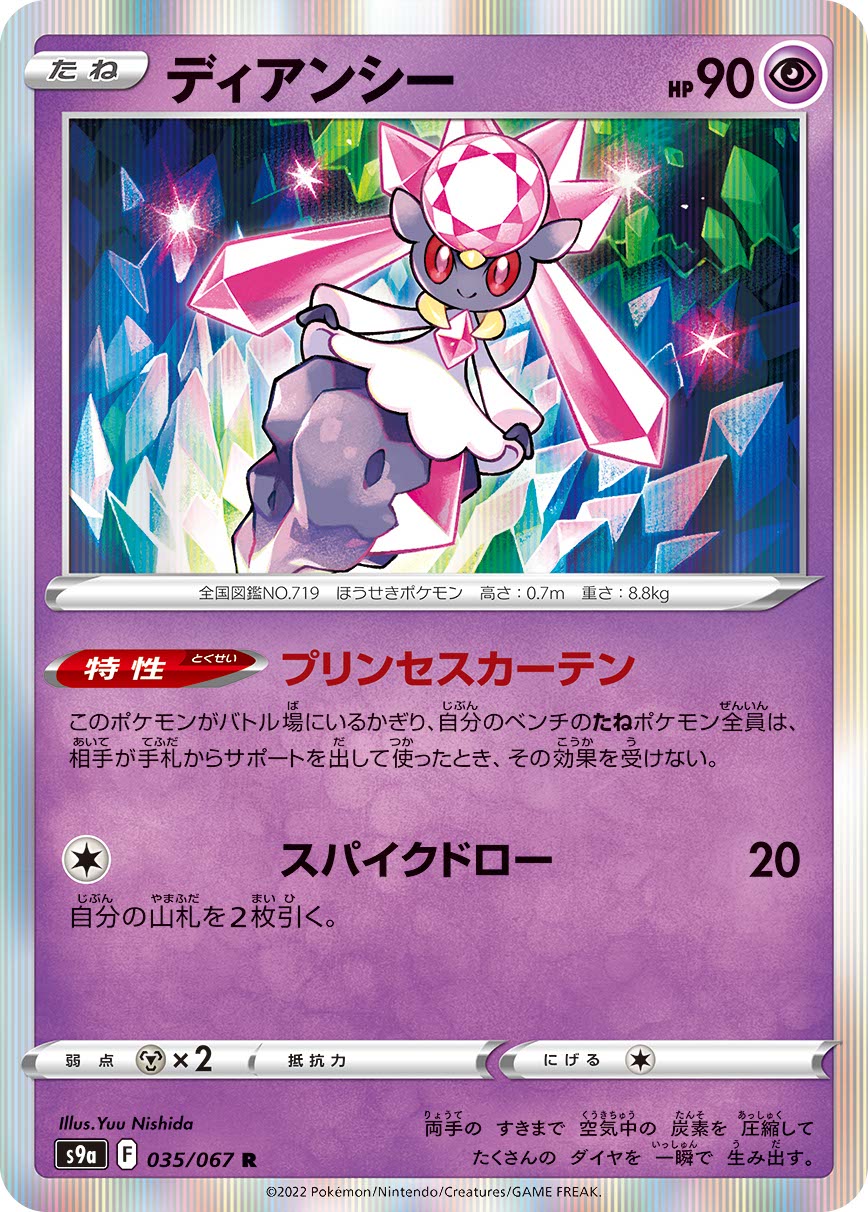 たね ディアンシー HP90
全国図鑑NO.719 ほうせきポケモン 高さ:0.7m 重さ:8.8kg
特性 とくせい プリンセスカーテン
このポケモンがバトル場にいるかぎり、自分のベンチのたねポケモン全員は、
相手が手札からサポートを出して使ったとき、その効果を受けない。
スパイクドロー 20
自分の山札を2枚引く。
弱点 ×2 抵抗力 にげる
Illus.Yuu Nishida
s9a F 035/067 R
両手の すきまで 空気中の 炭素を 圧縮して
たくさんの ダイヤを 一瞬で 生み出す。
©2022 Pokémon/Nintendo/Creatures/GAME FREAK.